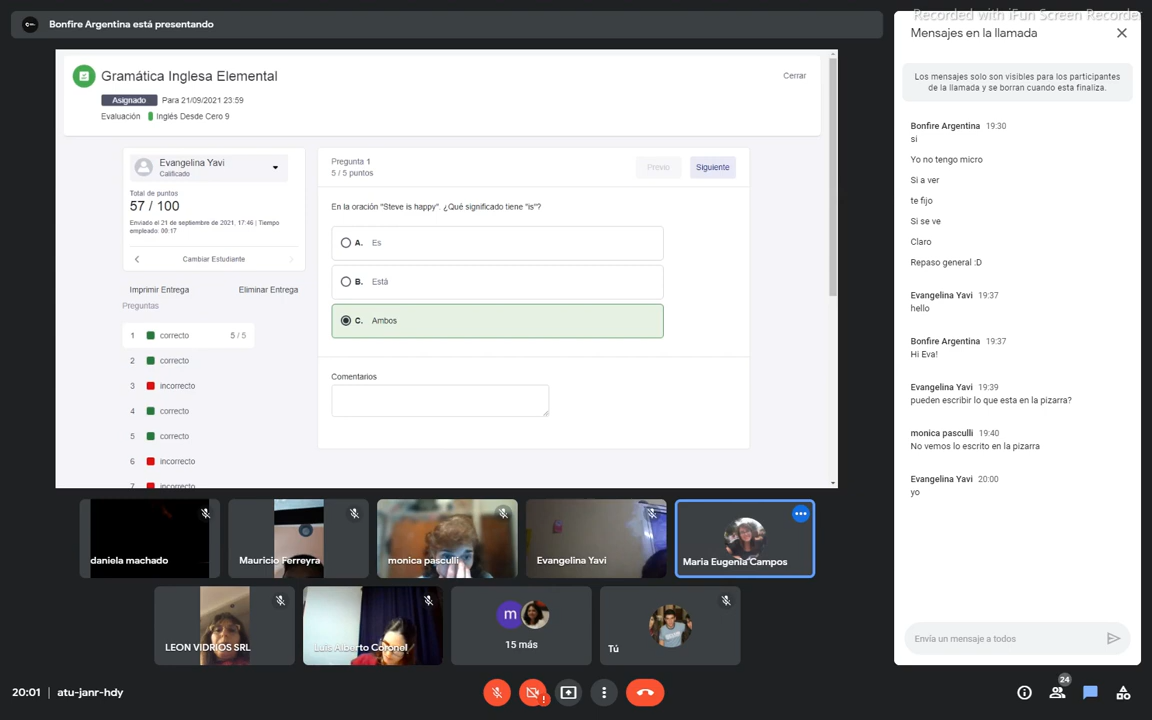 Bonfire Argentina está presentando
Recorded with iFun Screen Recorder
Mensajes en la llamada
Los mensajes solo son visibles para los participantes
de la llamada y se borran cuando esta finaliza.
Gramática Inglesa Elemental
Cerrar
Asignado Para 21/09/2021 23:59
Evaluación Inglés Desde Cero 9
Evangelina Yavi
Calificado
Total de puntos
57 / 100
Enviado el 21 de septiembre de 2021, 17:46 | Tiempo
empleado: 00:17
Cambiar Estudiante
Imprimir Entrega Eliminar Entrega
Preguntas
1 correcto 5 / 5
2 correcto
3 incorrecto
4 correcto
5 correcto
6 incorrecto
7 incorrecto
Pregunta 1
5 / 5 puntos
Previo Siguiente
En la oración "Steve is happy". ¿Qué significado tiene "is"?
A. Es
B. Está
C. Ambos
Comentarios
Bonfire Argentina 19:30
si
Yo no tengo micro
Si a ver
te fijo
Si se ve
Claro
Repaso general :D
Evangelina Yavi 19:37
hello
Bonfire Argentina 19:37
Hi Eva!
Evangelina Yavi 19:39
pueden escribir lo que esta en la pizarra?
monica pasculli 19:40
No vemos lo escrito en la pizarra
Evangelina Yavi 20:00
yo
Envía un mensaje a todos
daniela machado
Mauricio Ferreyra
monica pasculli
Evangelina Yavi
Maria Eugenia Campos
LEON VIDRIOS SRL
Luis Alberto Coronel
m
15 más
Tú
20:01 | atu-janr-hdy
24